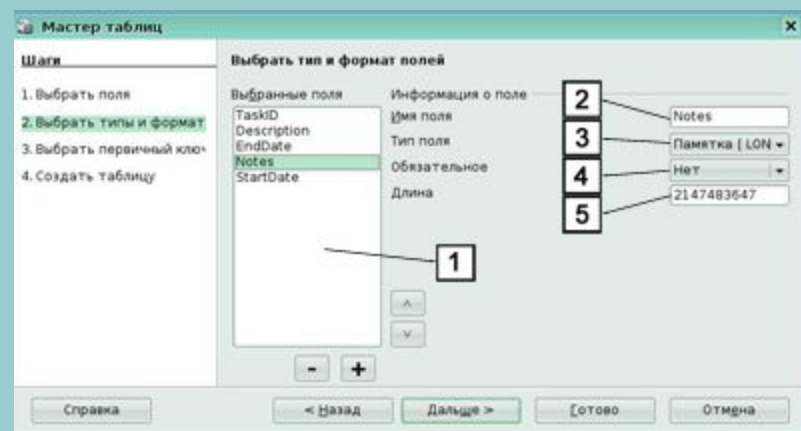 Мастер таблиц
Шаги
1. Выбрать поля
2. Выбрать типы и формат
3. Выбрать первичный клю
4. Создать таблицу
Выбрать тип и формат полей
Выбранные поля
TaskID
Description
EndDate
Notes
StartDate
- +
Информация о поле
Имя поля
Тип поля
Обязательное
Длина
1
2
3
4
5
Notes
Памятка [ LON
Нет
2147483647
Справка
< Назад
Дальше >
Готово
Отмена